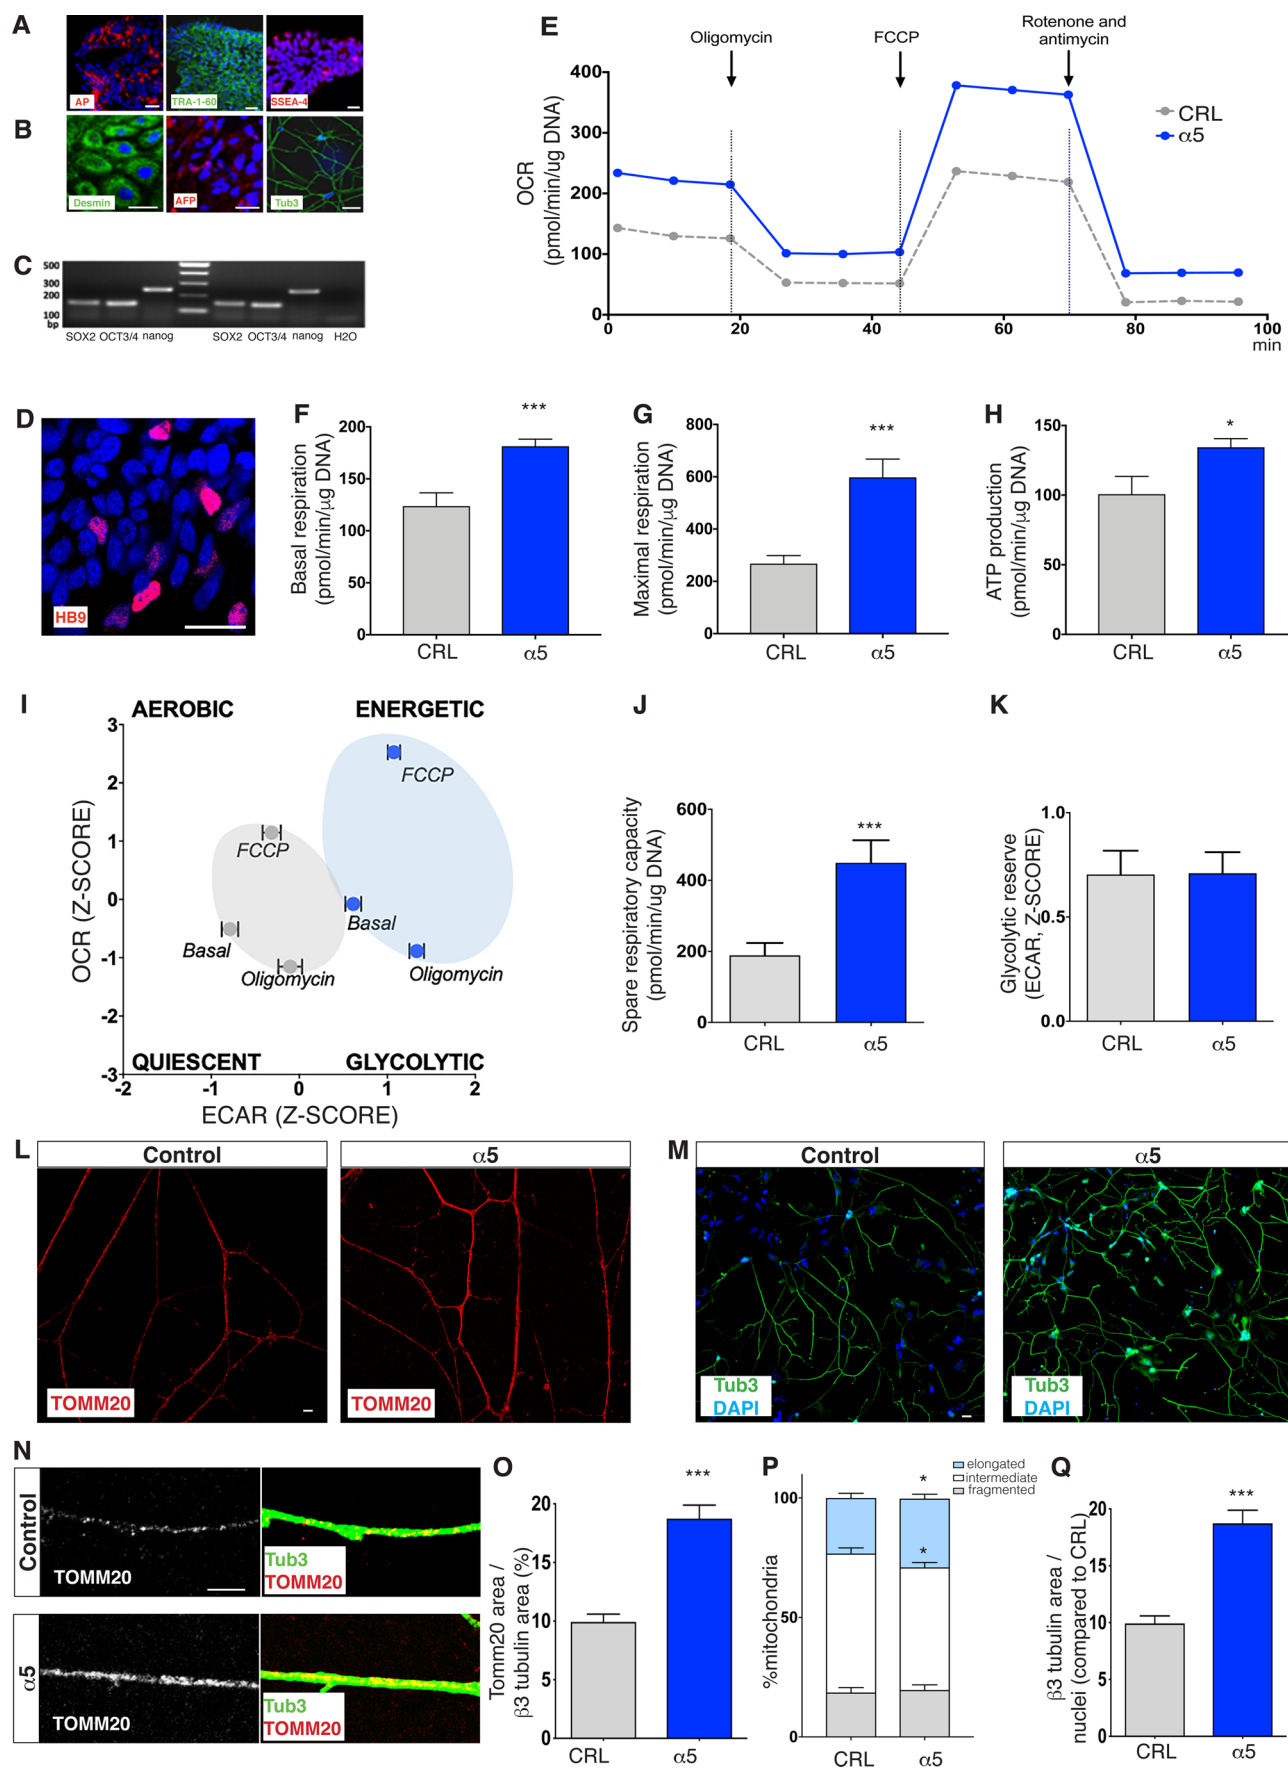 A
AP
TRA-1-60
SSEA-4
B
Desmin
AFP
Tub3
C
500
300
200
100
bp
SOX2 OCT3/4 nanog SOX2 OCT3/4 nanog H2O
D
HB9
E
Oligomycin
FCCP
Rotenone and
antimycin
OCR
(pmol/min/ug DNA)
400
300
200
100
0
0 20 40 60 80 100
min
CRL
α5
F
Basal respiration
(pmol/min/μg DNA)
200
150
100
50
0
***
CRL α5
G
Maximal respiration
(pmol/min/μg DNA)
800
600
400
200
0
***
CRL α5
H
ATP production
(pmol/min/μg DNA)
150
100
50
0
*
CRL α5
I
AEROBIC ENERGETIC
OCR (Z-SCORE)
3
2
1
0
-1
-2
-3
FCCP
FCCP
Basal
Basal
Oligomycin
Oligomycin
QUIESCENT GLYCOLYTIC
-2 -1 0 1 2
ECAR (Z-SCORE)
J
Spare respiratory capacity
(pmol/min/ug DNA)
600
400
200
0
***
CRL α5
K
Glycolytic reserve
(ECAR, Z-SCORE)
1.0
0.5
0.0
CRL α5
L
Control α5
TOMM20
TOMM20
M
Control α5
Tub3
DAPI
Tub3
DAPI
N
Control
TOMM20
Tub3
TOMM20
α5
TOMM20
Tub3
TOMM20
O
Tomm20 area /
β3 tubulin area (%)
20
15
10
5
0
***
CRL α5
P
elongated
intermediate
fragmented
%mitochondria
100
50
0
*
*
CRL α5
Q
β3 tubulin area /
nuclei (compared to CRL)
20
15
10
5
0
***
CRL α5